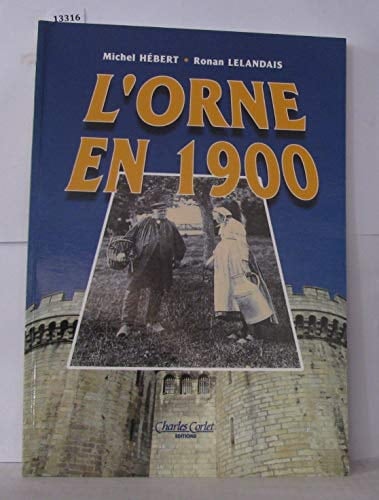 13316
Michel HÉBERT • Ronan LELANDAIS
L'ORNE
EN 1900
Charles Corlet
EDITIONS